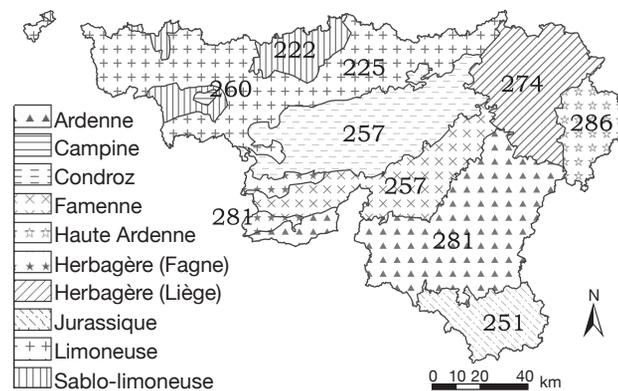 222
225
260
274
286
257
257
281
281
251
Ardenne
Campine
Condroz
Famenne
Haute Ardenne
Herbagère (Fagne)
Herbagère (Liège)
Jurassique
Limoneuse
Sablo-limoneuse
N
0 10 20 40 km